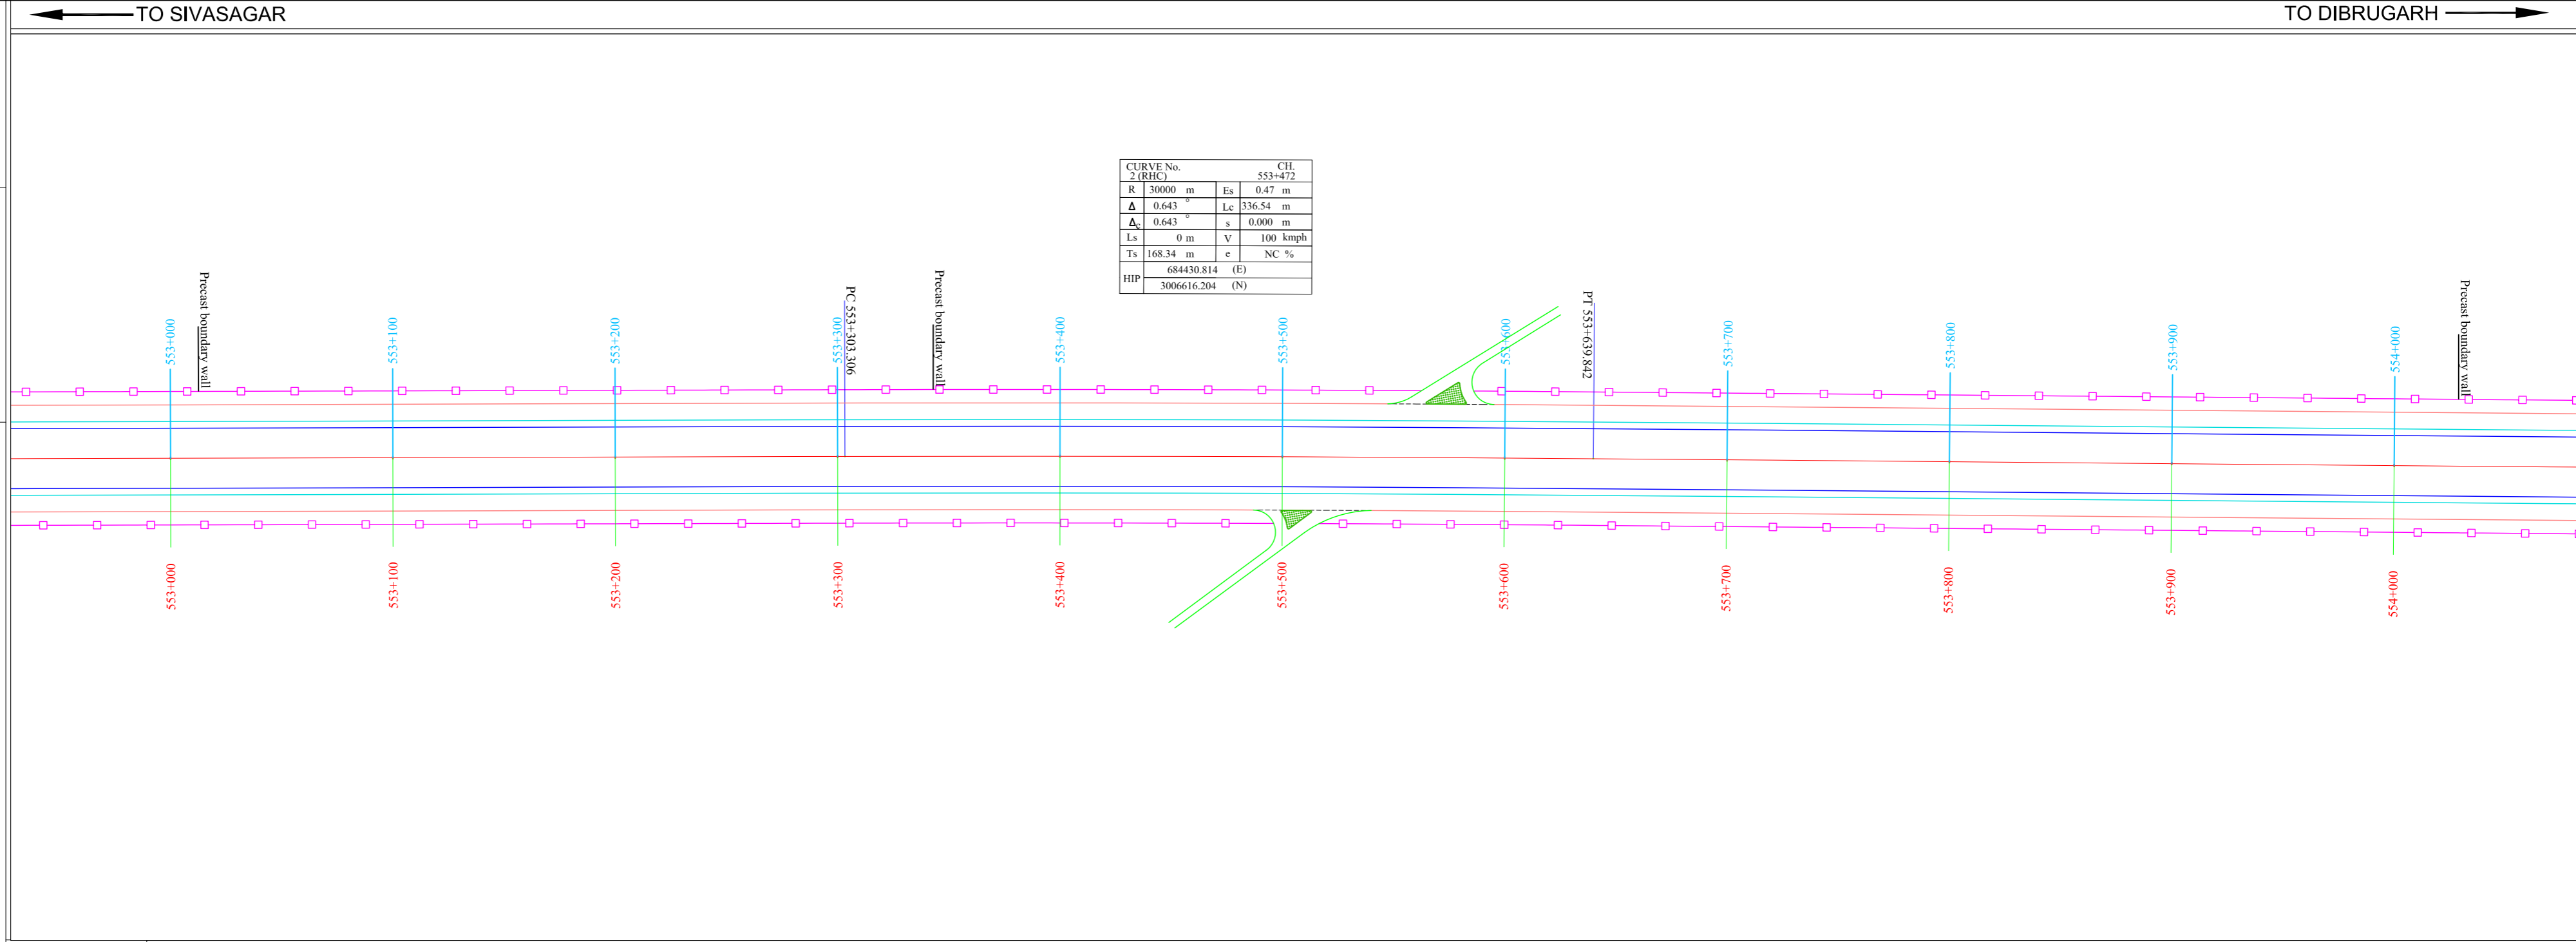 TO SIVASAGAR
TO DIBRUGARH
CURVE No. CH.
2 (RHC) 553+472
R 30000 m Es 0.47 m
Δ 0.643 ° Lc 336.54 m
Δc 0.643 ° s 0.000 m
Ls 0 m V 100 kmph
Ts 168.34 m e NC %
HIP 684430.814 (E)
3006616.204 (N)
553+000
Precast boundary wall
553+100
553+200
553+300
PC 553+303.306
Precast boundary wall
553+400
553+500
553+600
PT 553+639.842
553+700
553+800
553+900
554+000
Precast boundary wall
553+000
553+100
553+200
553+300
553+400
553+500
553+600
553+700
553+800
553+900
554+000